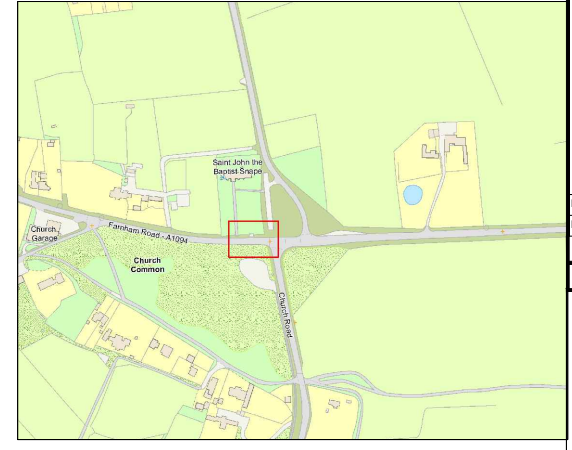 Saint John the
Baptist Snape
Farnham Road - A1094
Church
Garage
Church
Common
Church Road